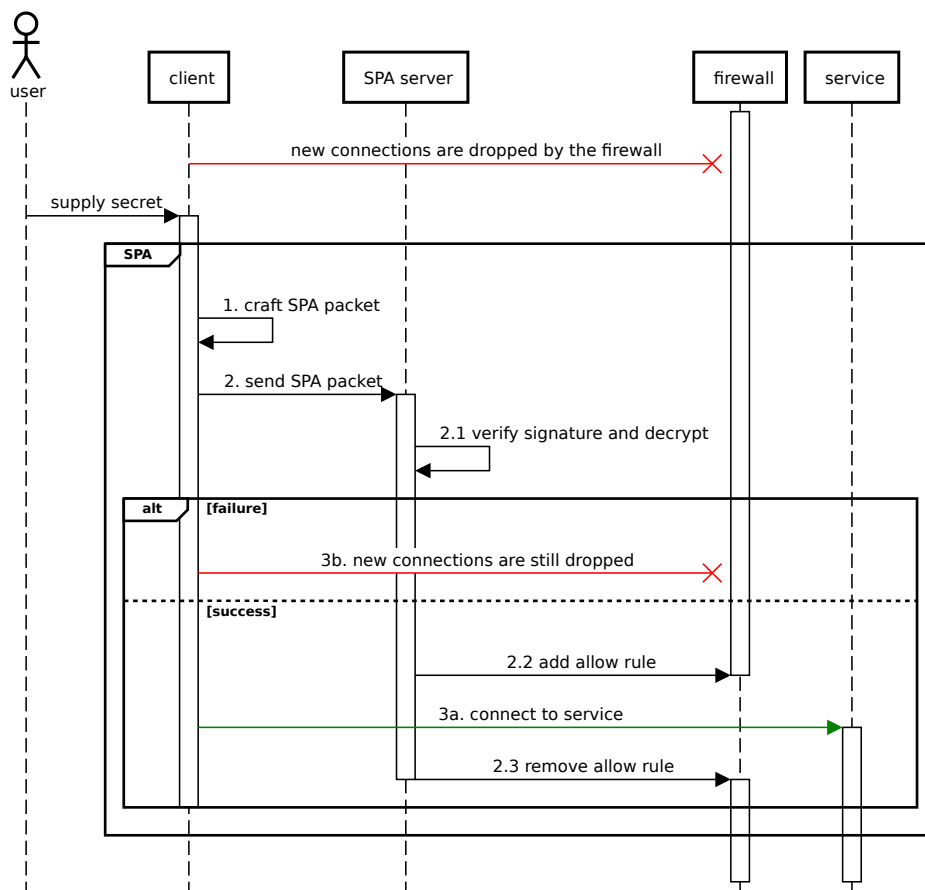 user
client
SPA server
firewall
service
new connections are dropped by the firewall
supply secret
SPA
1. craft SPA packet
2. send SPA packet
2.1 verify signature and decrypt
alt
[failure]
3b. new connections are still dropped
[success]
2.2 add allow rule
3a. connect to service
2.3 remove allow rule